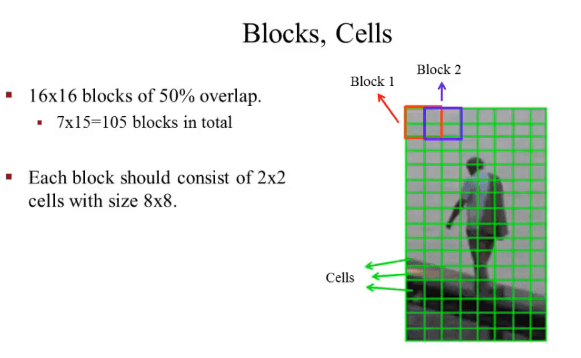 Blocks, Cells
▪ 16x16 blocks of 50% overlap.
▪ 7x15=105 blocks in total
▪ Each block should consist of 2x2
cells with size 8x8.
Block 1
Block 2
Cells